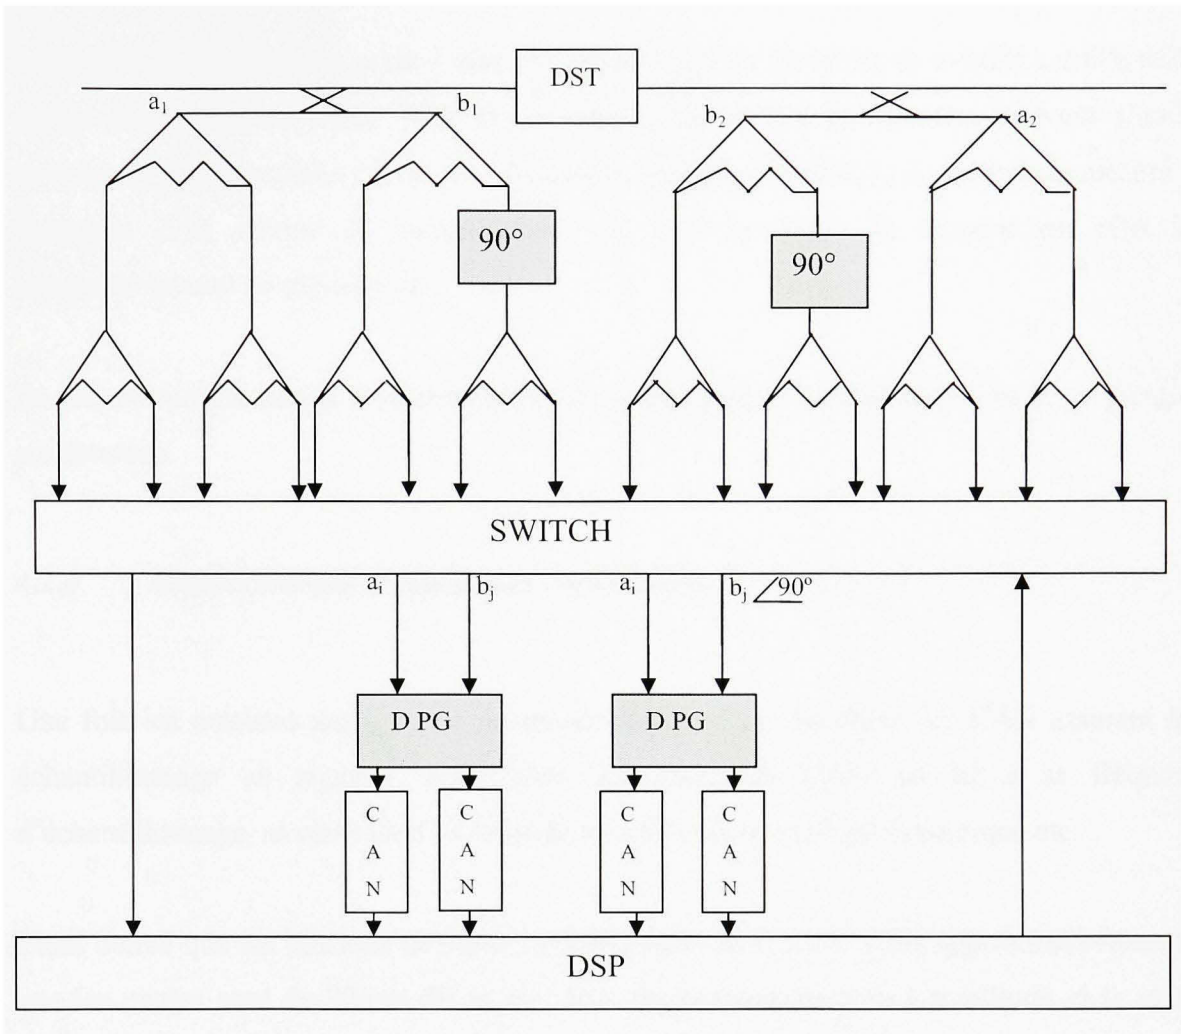 DST
a1 b1 b2 a2
90° 90°
SWITCH
ai bj ai bj 90°
D PG D PG
C A N C A N C A N C A N
DSP